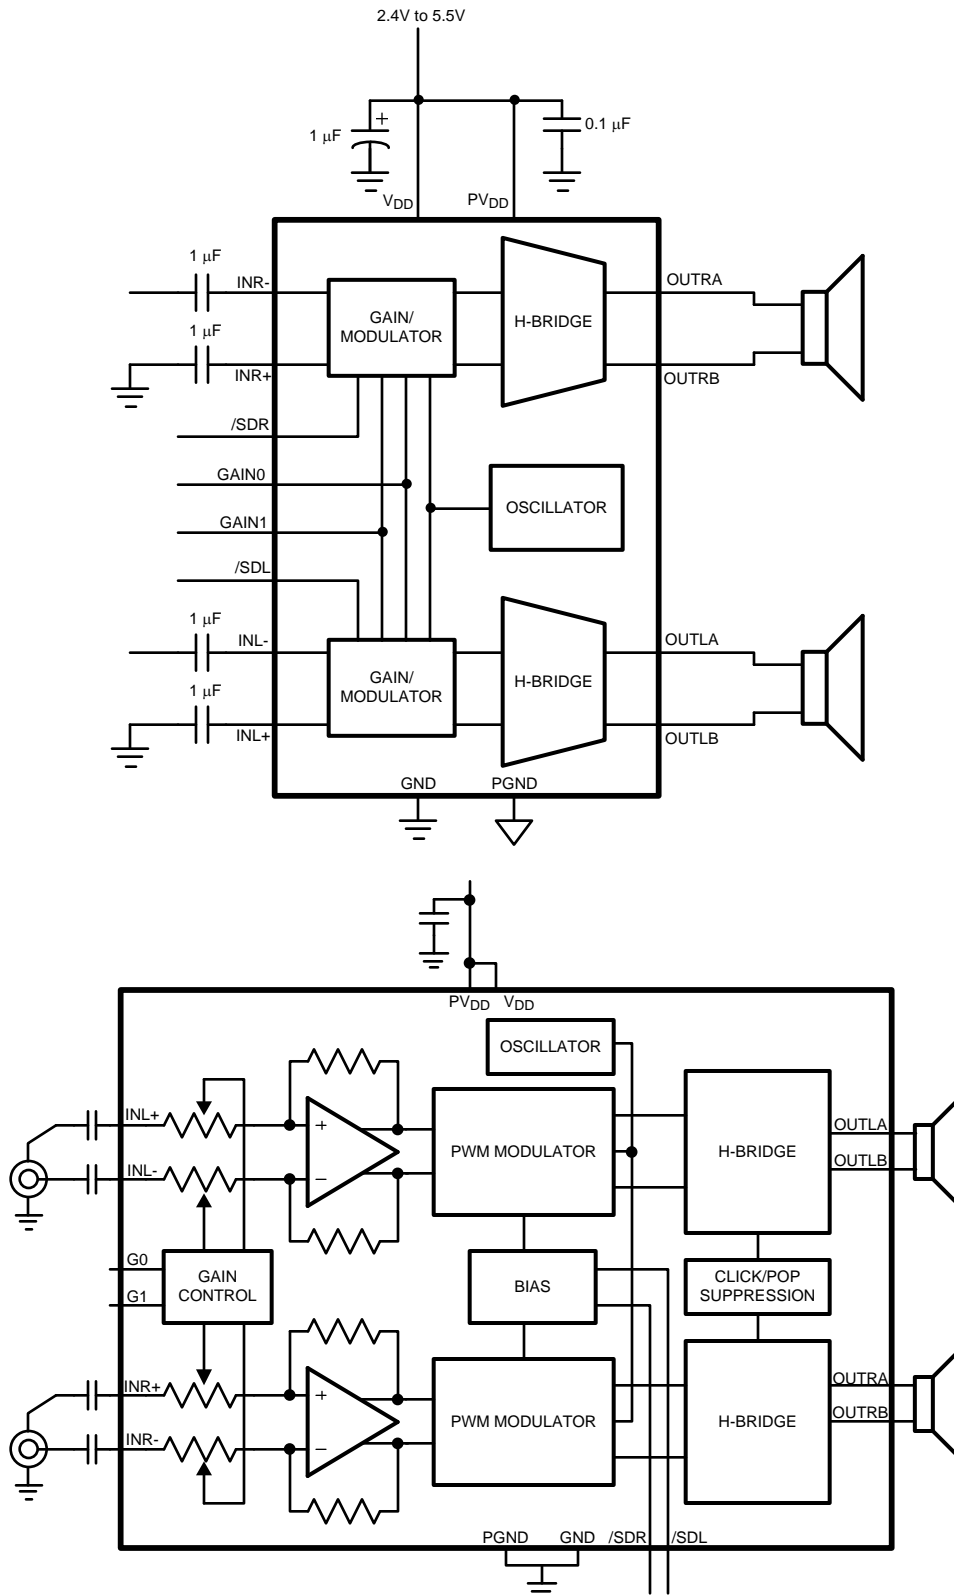 2.4V to 5.5V
1 μF
+
0.1 μF
VDD
PVDD
1 μF
INR-
GAIN/
MODULATOR
H-BRIDGE
OUTRA
1 μF
INR+
OUTRB
/SDR
GAIN0
OSCILLATOR
GAIN1
/SDL
1 μF
INL-
GAIN/
MODULATOR
H-BRIDGE
OUTLA
1 μF
INL+
OUTLB
GND
PGND
PVDD
VDD
OSCILLATOR
INL+
+
PWM MODULATOR
H-BRIDGE
OUTLA
OUTLB
INL-
−
G0
GAIN
CONTROL
G1
BIAS
CLICK/POP
SUPPRESSION
INR+
+
PWM MODULATOR
H-BRIDGE
OUTRA
OUTRB
INR-
−
PGND
GND
/SDR
/SDL